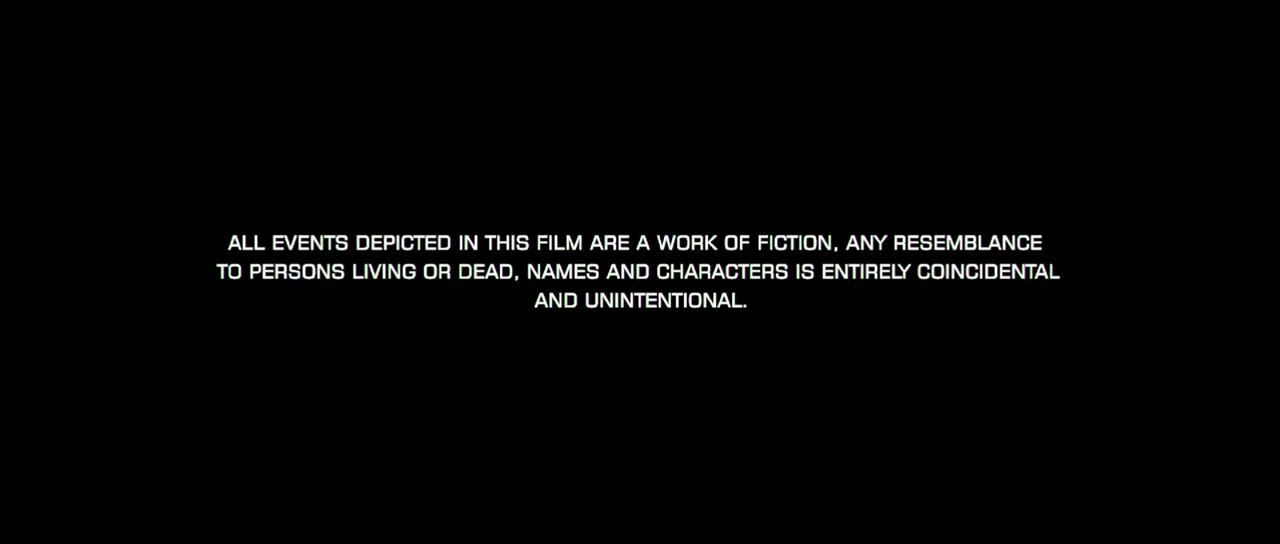 ALL EVENTS DEPICTED IN THIS FILM ARE A WORK OF FICTION, ANY RESEMBLANCE
TO PERSONS LIVING OR DEAD, NAMES AND CHARACTERS IS ENTIRELY COINCIDENTAL
AND UNINTENTIONAL.